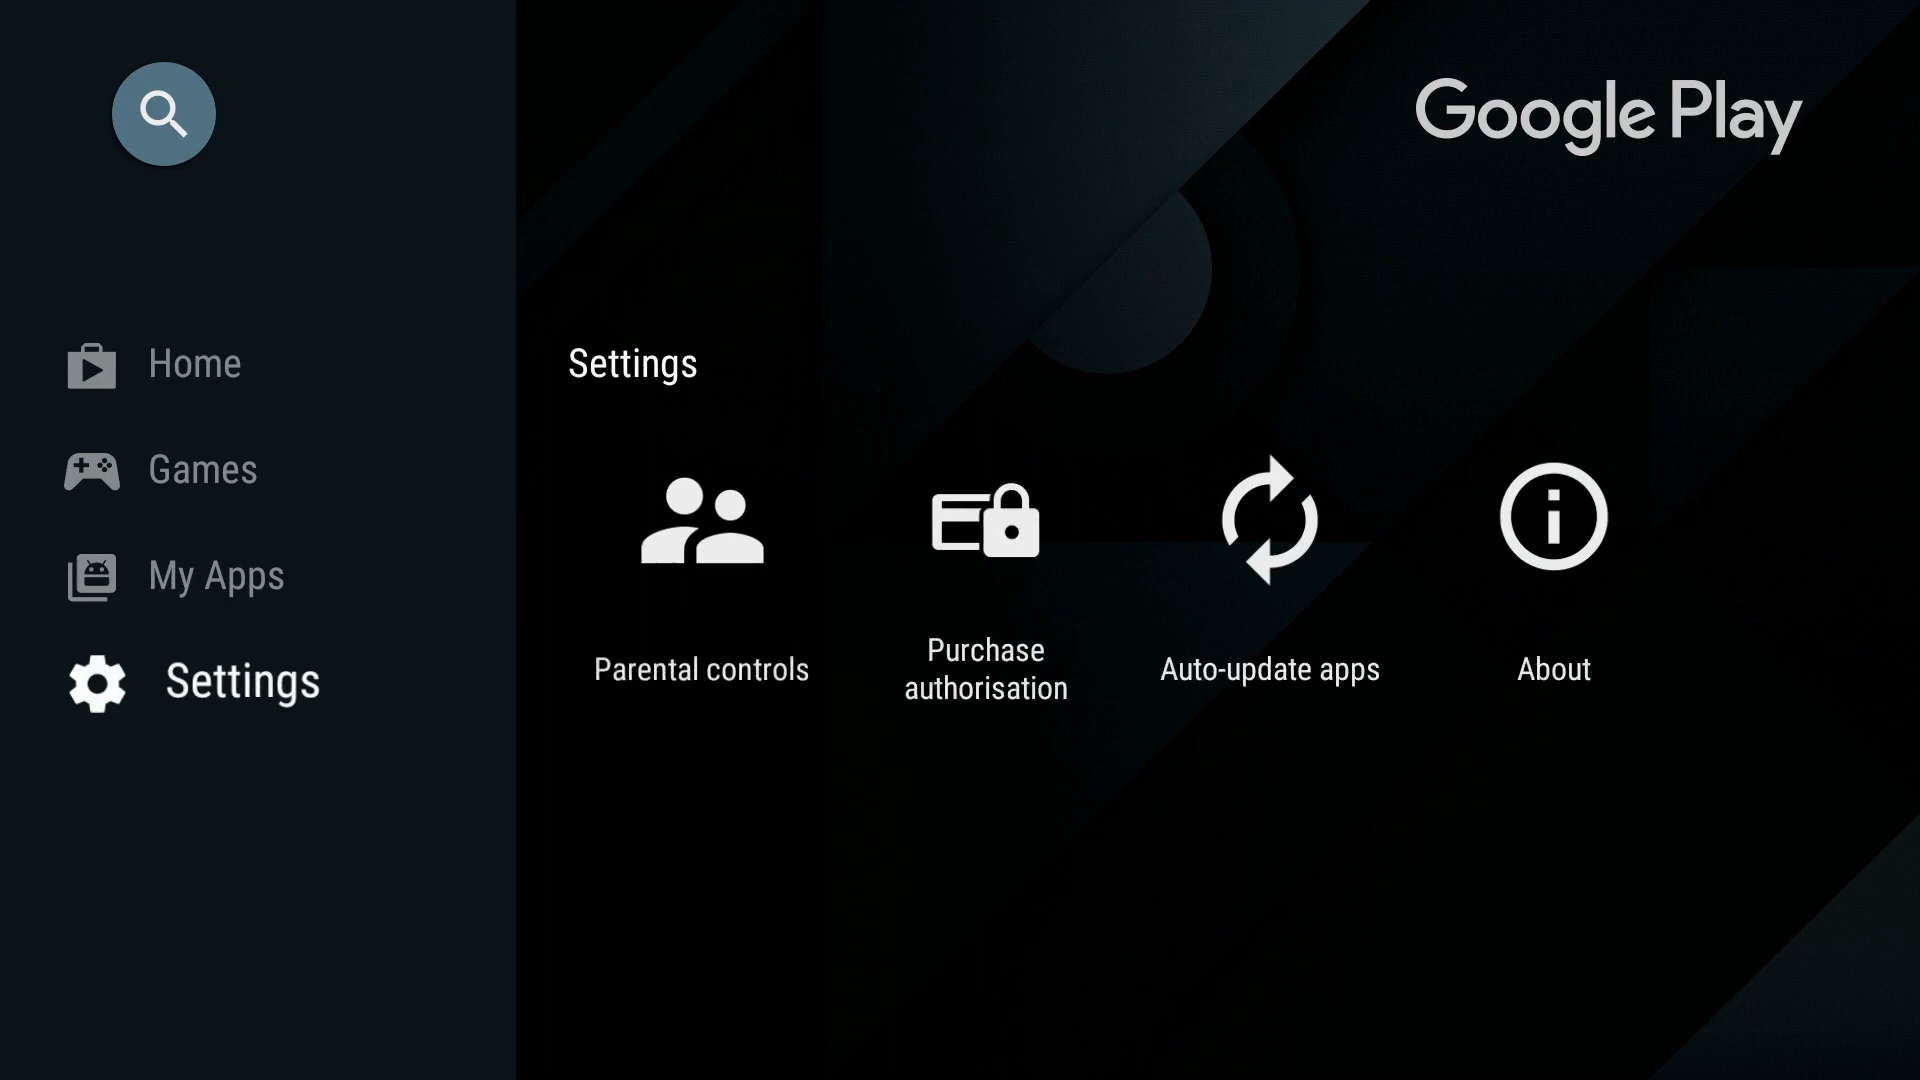 Google Play
Home
Games
My Apps
Settings
Settings
Parental controls
Purchase
authorisation
Auto-update apps
About